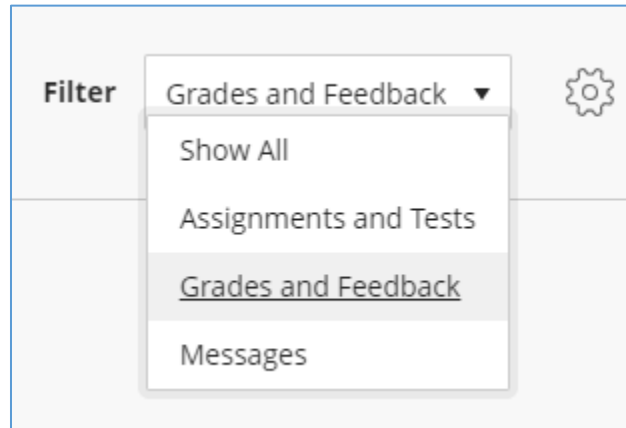 Filter Grades and Feedback
Show All
Assignments and Tests
Grades and Feedback
Messages